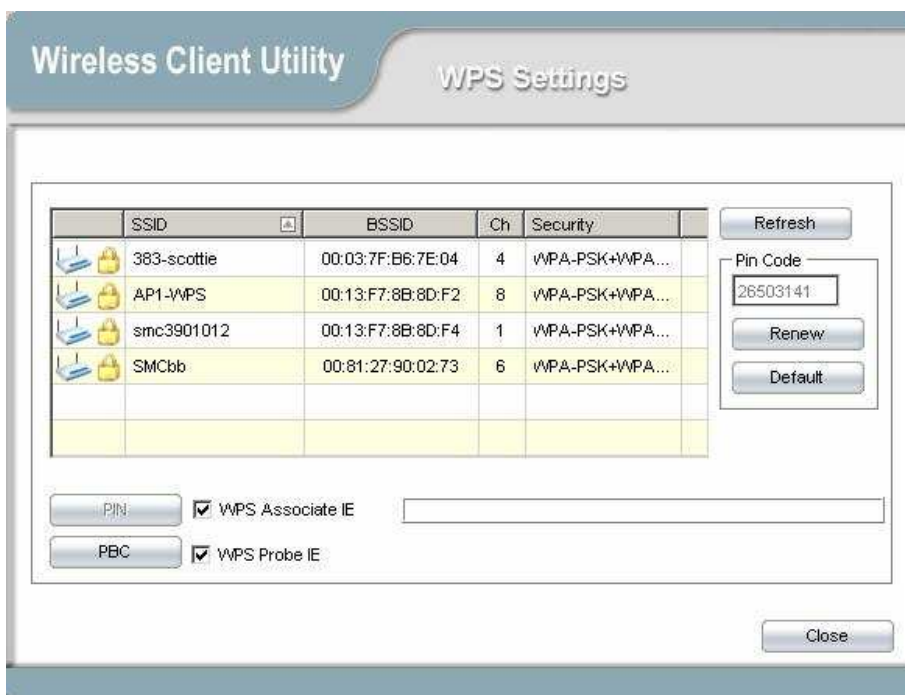 Wireless Client Utility
WPS Settings
SSID BSSID Ch Security
383-scottie 00:03:7F:B6:7E:04 4 WPA-PSK+WPA...
AP1-WPS 00:13:F7:8B:8D:F2 8 WPA-PSK+WPA...
smc3901012 00:13:F7:8B:8D:F4 1 WPA-PSK+WPA...
SMCbb 00:81:27:90:02:73 6 WPA-PSK+WPA...
Refresh
Pin Code
26503141
Renew
Default
PIN WPS Associate IE
PBC WPS Probe IE
Close